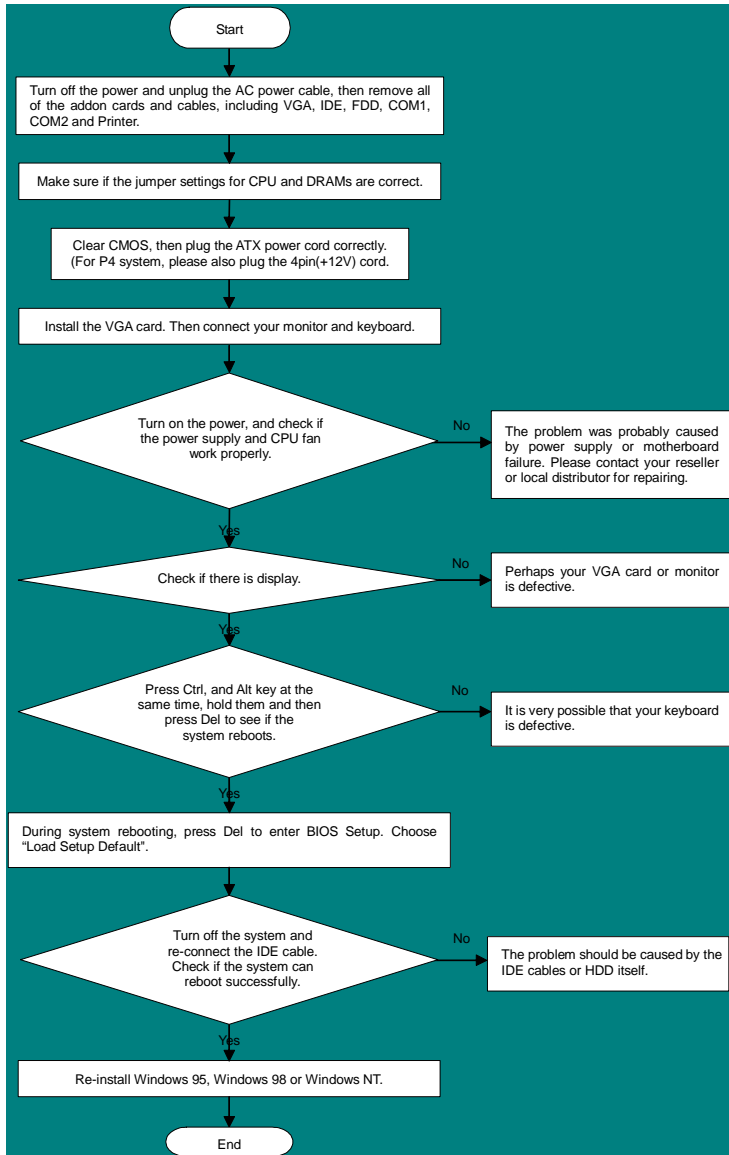 Start
Turn off the power and unplug the AC power cable, then remove all
of the addon cards and cables, including VGA, IDE, FDD, COM1,
COM2 and Printer.
Make sure if the jumper settings for CPU and DRAMs are correct.
Clear CMOS, then plug the ATX power cord correctly.
(For P4 system, please also plug the 4pin(+12V) cord.
Install the VGA card. Then connect your monitor and keyboard.
Turn on the power, and check if
the power supply and CPU fan
work properly.
No
The problem was probably caused
by power supply or motherboard
failure. Please contact your reseller
or local distributor for repairing.
Yes
Check if there is display.
No
Perhaps your VGA card or monitor
is defective.
Yes
Press Ctrl, and Alt key at the
same time, hold them and then
press Del to see if the
system reboots.
No
It is very possible that your keyboard
is defective.
Yes
During system rebooting, press Del to enter BIOS Setup. Choose
“Load Setup Default”.
Turn off the system and
re-connect the IDE cable.
Check if the system can
reboot successfully.
No
The problem should be caused by the
IDE cables or HDD itself.
Yes
Re-install Windows 95, Windows 98 or Windows NT.
End